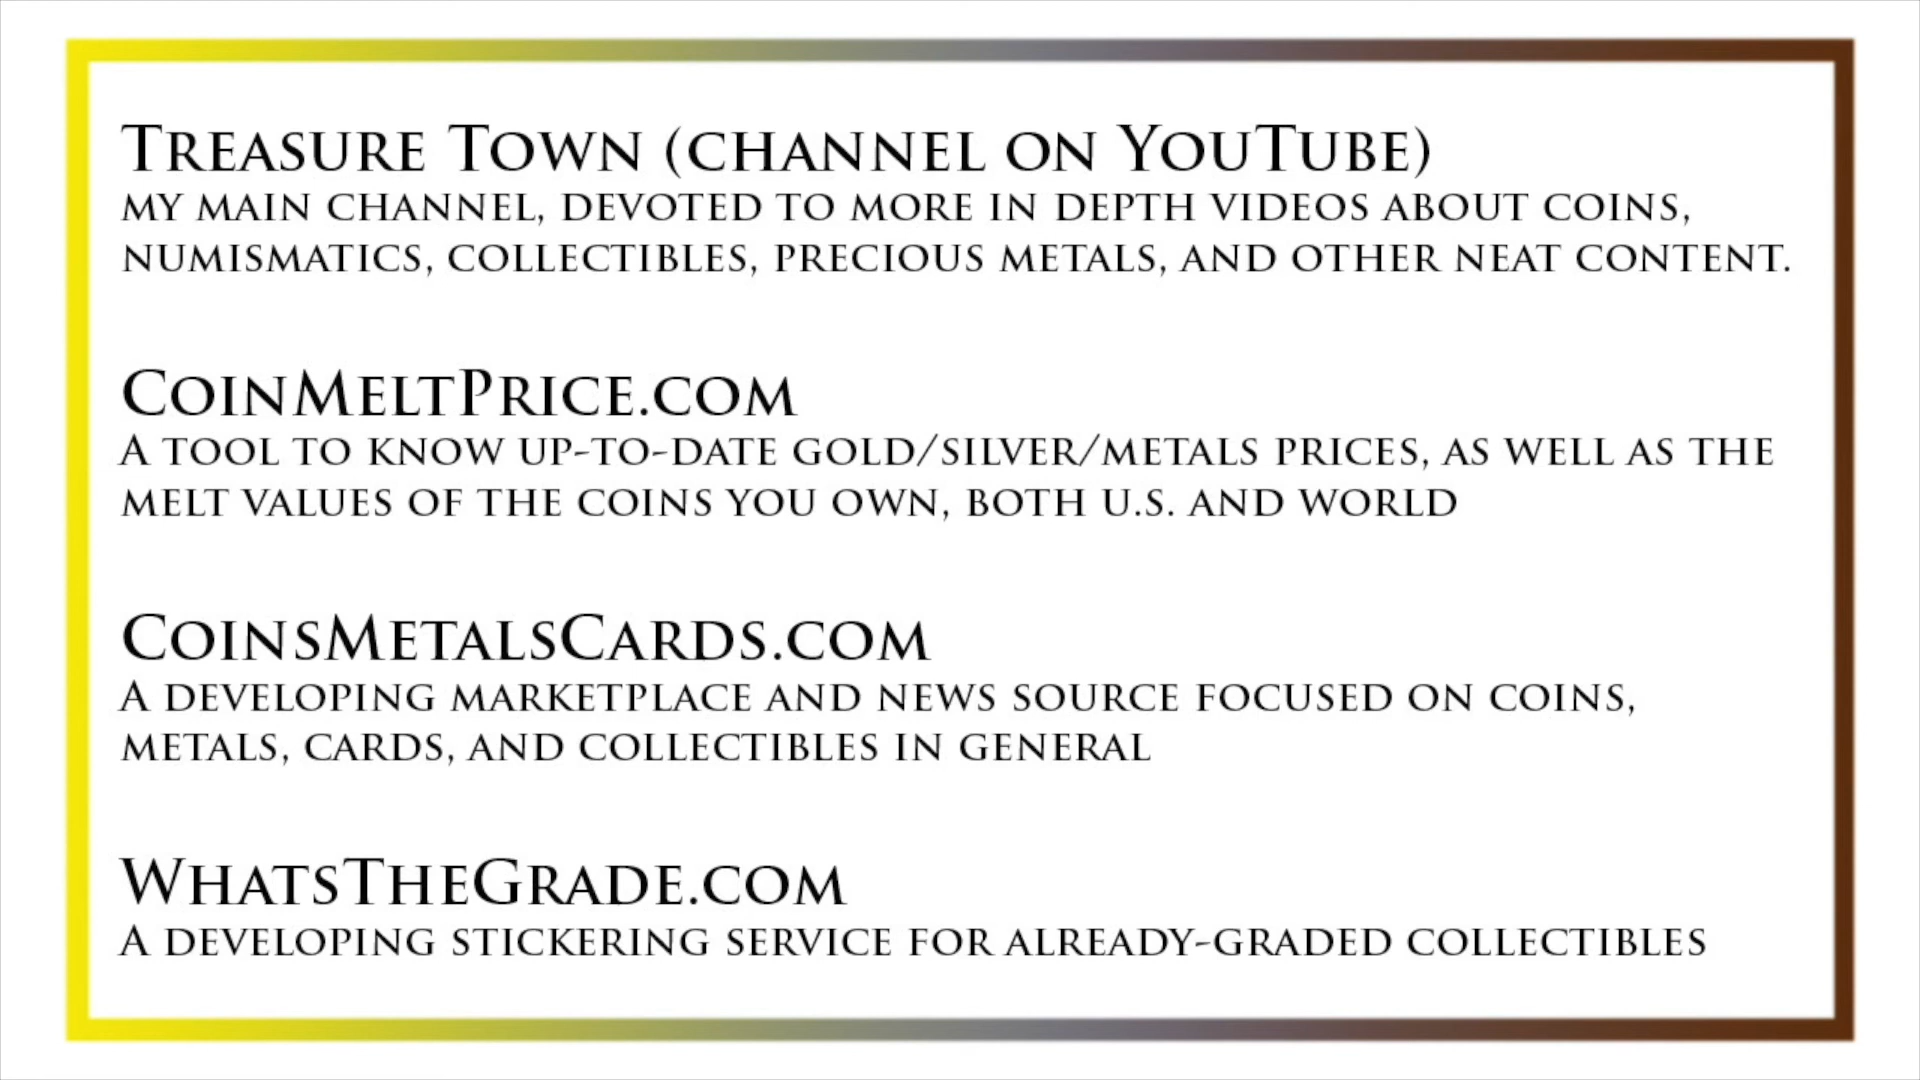 Treasure Town (channel on YouTube)
my main channel, devoted to more in depth videos about coins,
numismatics, collectibles, precious metals, and other neat content.
CoinMeltPrice.com
A tool to know up-to-date gold/silver/metals prices, as well as the
melt values of the coins you own, both U.S. and world
CoinsMetalsCards.com
A developing marketplace and news source focused on coins,
metals, cards, and collectibles in general
WhatsTheGrade.com
A developing stickering service for already-graded collectibles